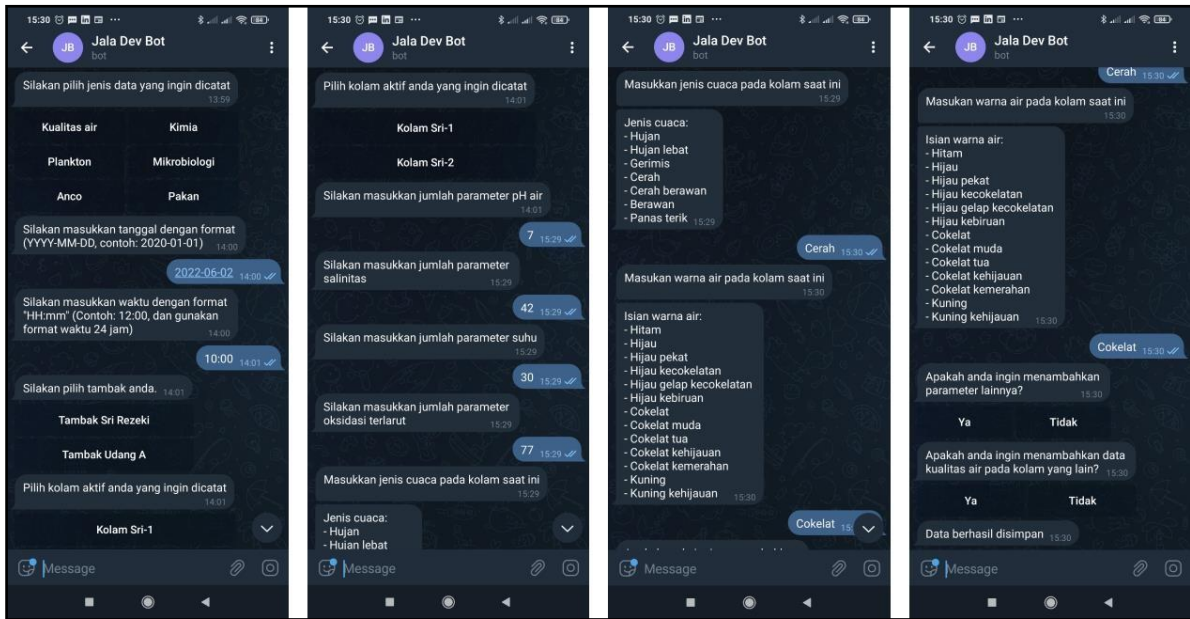 15:30
84
JB
Jala Dev Bot
bot
Silakan pilih jenis data yang ingin dicatat
13:59
Kualitas air Kimia
Plankton Mikrobiologi
Anco Pakan
Silakan masukkan tanggal dengan format
(YYYY-MM-DD, contoh: 2020-01-01) 14:00
2022-06-02 14:00
Silakan masukkan waktu dengan format
"HH:mm" (Contoh: 12:00, dan gunakan
format waktu 24 jam) 14:00
10:00 14:01
Silakan pilih tambak anda. 14:01
Tambak Sri Rezeki
Tambak Udang A
Pilih kolam aktif anda yang ingin dicatat
14:01
Kolam Sri-1
Message
15:30
84
JB
Jala Dev Bot
bot
Pilih kolam aktif anda yang ingin dicatat
14:01
Kolam Sri-1
Kolam Sri-2
Silakan masukkan jumlah parameter pH air
14:01
7 15:29
Silakan masukkan jumlah parameter
salinitas 15:29
42 15:29
Silakan masukkan jumlah parameter suhu
15:29
30 15:29
Silakan masukkan jumlah parameter
oksidasi terlarut 15:29
77 15:29
Masukkan jenis cuaca pada kolam saat ini
15:29
Jenis cuaca:
- Hujan
- Hujan lebat
Message
15:30
84
JB
Jala Dev Bot
bot
Masukkan jenis cuaca pada kolam saat ini
15:29
Jenis cuaca:
- Hujan
- Hujan lebat
- Gerimis
- Cerah
- Cerah berawan
- Berawan
- Panas terik 15:29
Cerah 15:30
Masukan warna air pada kolam saat ini
15:30
Isian warna air:
- Hitam
- Hijau
- Hijau pekat
- Hijau kecokelatan
- Hijau gelap kecokelatan
- Hijau kebiruan
- Cokelat
- Cokelat muda
- Cokelat tua
- Cokelat kehijauan
- Cokelat kemerahan
- Kuning
- Kuning kehijauan 15:30
Cokelat 15:
Message
15:30
84
JB
Jala Dev Bot
bot
Cerah 15:30
Masukan warna air pada kolam saat ini
15:30
Isian warna air:
- Hitam
- Hijau
- Hijau pekat
- Hijau kecokelatan
- Hijau gelap kecokelatan
- Hijau kebiruan
- Cokelat
- Cokelat muda
- Cokelat tua
- Cokelat kehijauan
- Cokelat kemerahan
- Kuning
- Kuning kehijauan 15:30
Cokelat 15:30
Apakah anda ingin menambahkan
parameter lainnya? 15:30
Ya Tidak
Apakah anda ingin menambahkan data
kualitas air pada kolam yang lain? 15:30
Ya Tidak
Data berhasil disimpan 15:30
Message